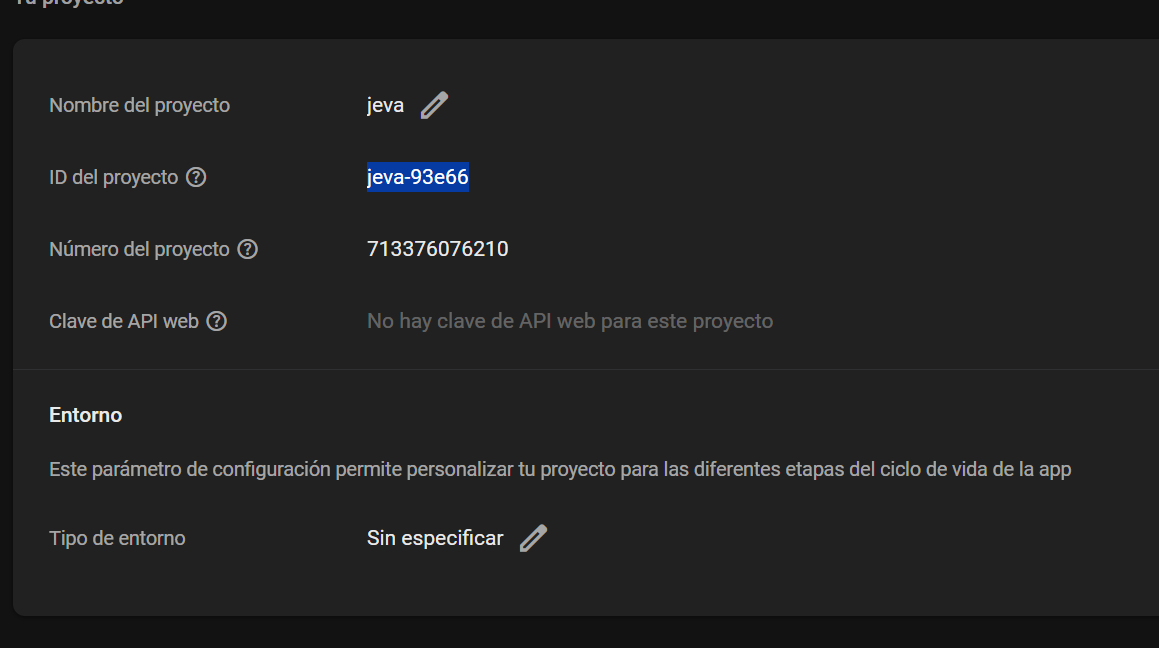 Tu proyecto
Nombre del proyecto
jeva
ID del proyecto
jeva-93e66
Número del proyecto
713376076210
Clave de API web
No hay clave de API web para este proyecto
Entorno
Este parámetro de configuración permite personalizar tu proyecto para las diferentes etapas del ciclo de vida de la app
Tipo de entorno
Sin especificar